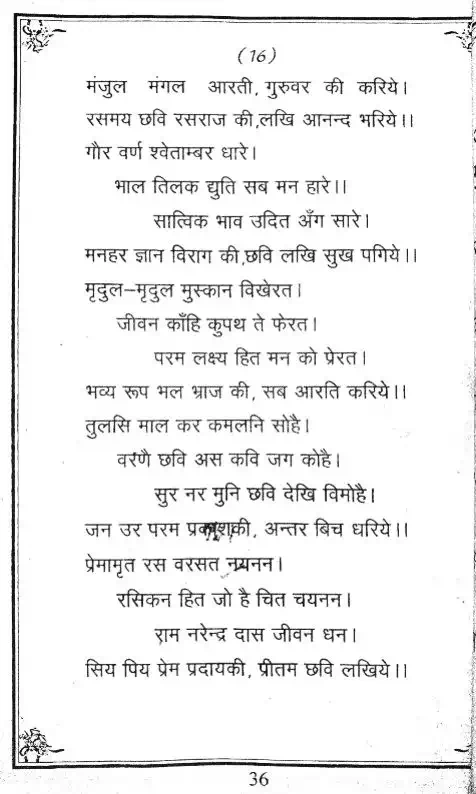 (16)
मंजुल मंगल आरती, गुरुवर की करिये।
रसमय छवि रसराज की,लखि आनन्द भरिये।।
गौर वर्ण श्वेताम्बर धारे।
भाल तिलक द्युति सब मन हारे।।
सात्विक भाव उदित अँग सारे।
मनहर ज्ञान विराग की,छवि लखि सुख पगिये।।
मृदुल-मृदुल मुस्कान विखेरत।
जीवन काँहि कुपथ ते फेरत।
परम लक्ष्य हित मन को प्रेरत।
भव्य रूप भल भ्राज की, सब आरति करिये।।
तुलसि माल कर कमलनि सोहै।
वरणै छवि अस कवि जग कोहै।
सुर नर मुनि छवि देखि विमोहै।
जन उर परम की, अन्तर बिच धरिये।।
प्रेमामृत रस वरसत नयनन।
रसिकन हित जो है चित चयनन।
राम नरेन्द्र दास जीवन धन।
सिय पिय प्रेम प्रदायकी, प्रीतम छवि लखिये।।
36